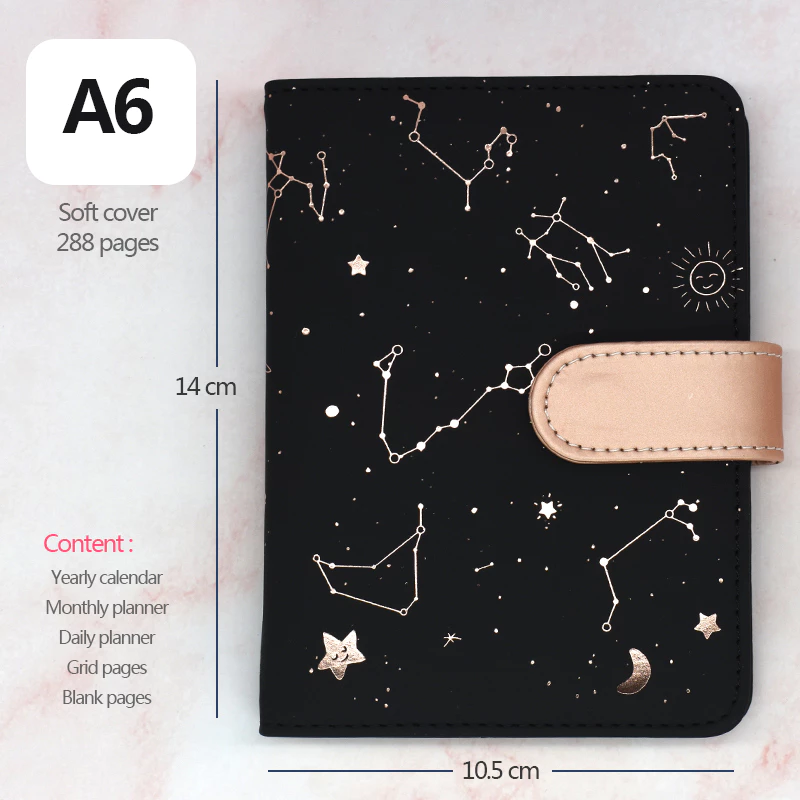 A6
Soft cover
288 pages
14 cm
Content :
Yearly calendar
Monthly planner
Daily planner
Grid pages
Blank pages
10.5 cm